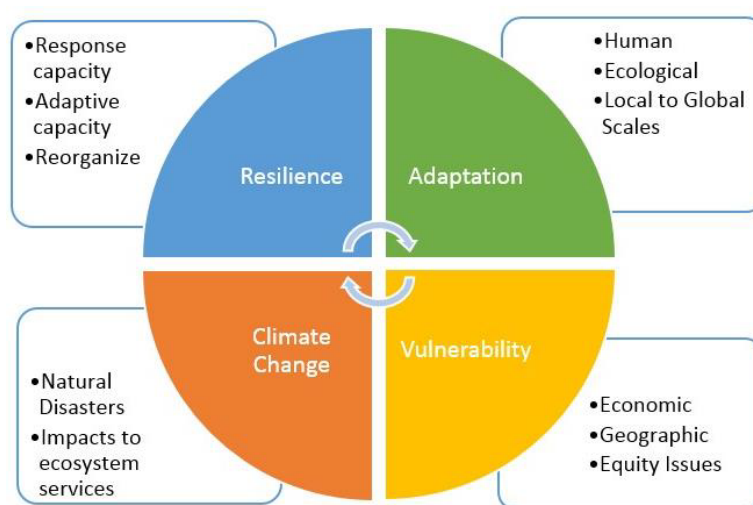 •Response
capacity
•Adaptive
capacity
•Reorganize
•Human
•Ecological
•Local to Global
Scales
Resilience
Adaptation
Climate
Change
Vulnerability
•Natural
Disasters
•Impacts to
ecosystem
services
•Economic
•Geographic
•Equity Issues